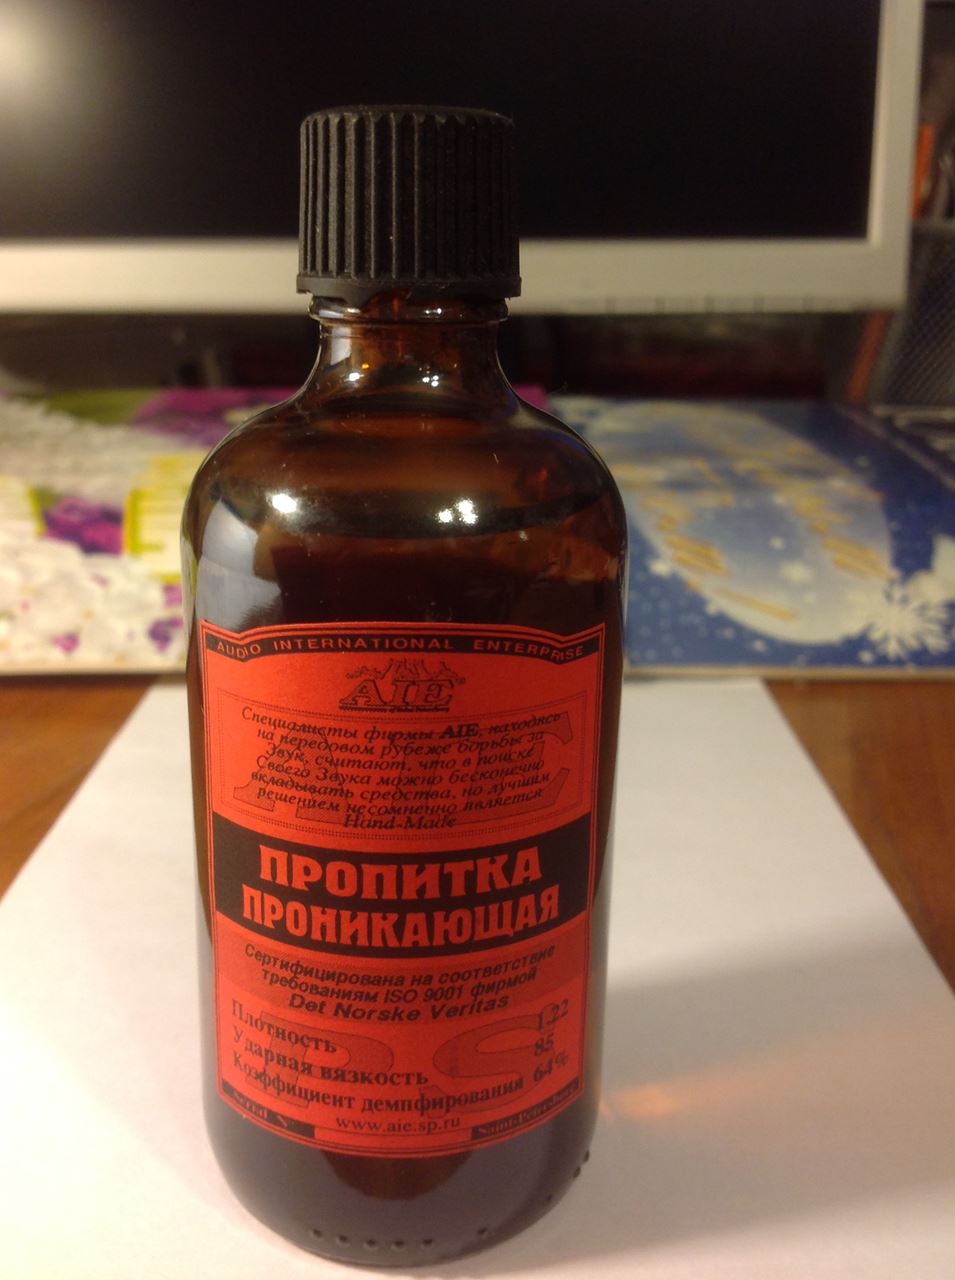 AUDIO INTERNATIONAL ENTERPRISE
AIE
Специалисты фирмы AIE, находясь
на передовом рубеже борьбы за
Звук, считают, что в поиске
Своего Звука можно бесконечно
вкладывать средства, но лучшим
решением несомненно является
Hand-Made
ПРОПИТКА
ПРОНИКАЮЩАЯ
Сертифицирована на соответствие
требованиям ISO 9001 фирмой
Det Norske Veritas
Плотность 1.22
Ударная вязкость 85
Коэффициент демпфирования 64%
Serial №
www.aie.sp.ru